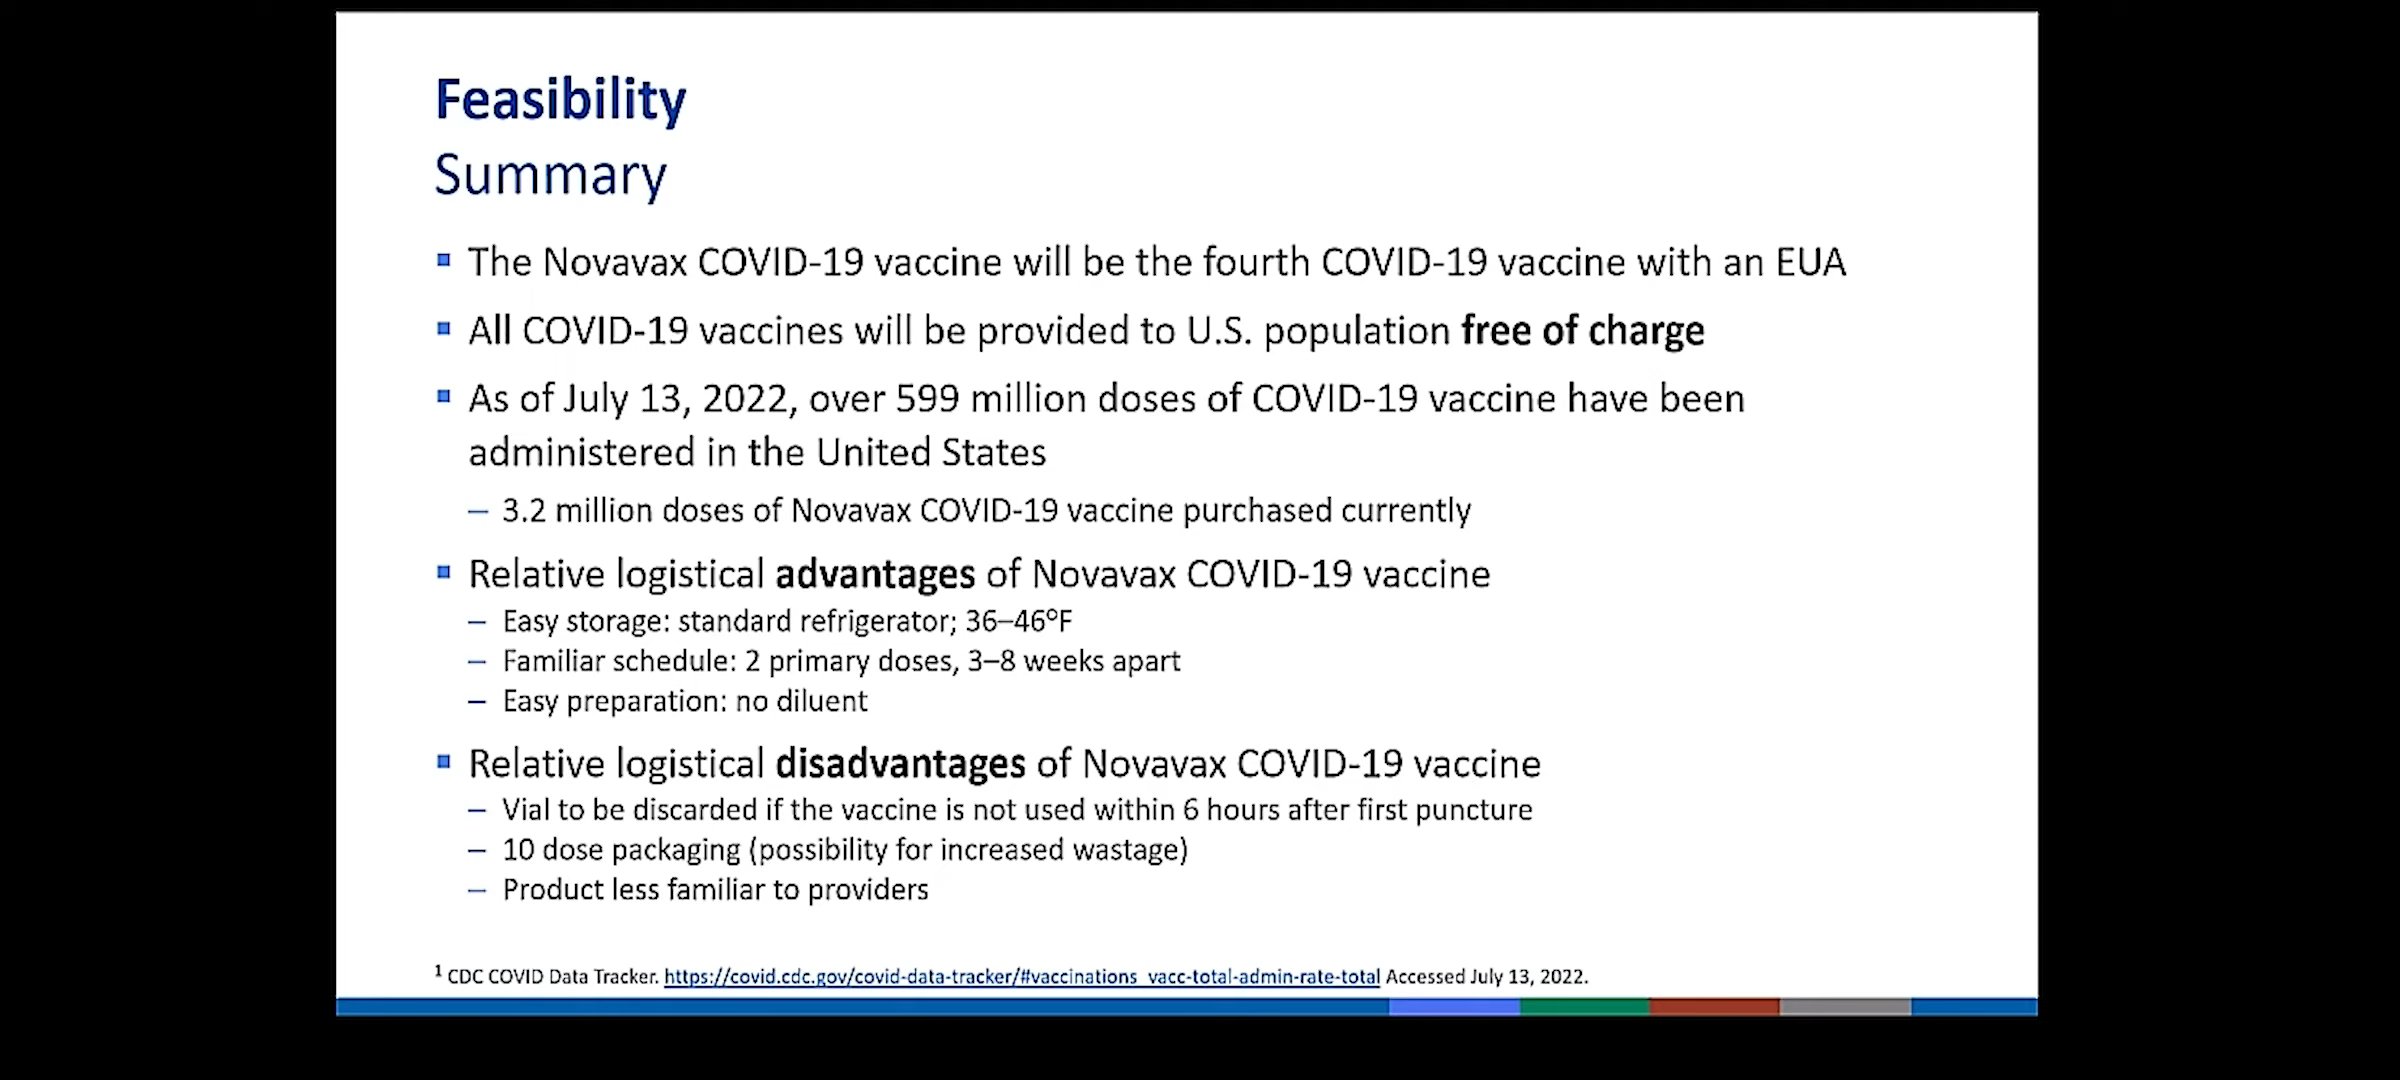 Feasibility
Summary
▪ The Novavax COVID-19 vaccine will be the fourth COVID-19 vaccine with an EUA
▪ All COVID-19 vaccines will be provided to U.S. population free of charge
▪ As of July 13, 2022, over 599 million doses of COVID-19 vaccine have been
administered in the United States
– 3.2 million doses of Novavax COVID-19 vaccine purchased currently
▪ Relative logistical advantages of Novavax COVID-19 vaccine
– Easy storage: standard refrigerator; 36–46°F
– Familiar schedule: 2 primary doses, 3–8 weeks apart
– Easy preparation: no diluent
▪ Relative logistical disadvantages of Novavax COVID-19 vaccine
– Vial to be discarded if the vaccine is not used within 6 hours after first puncture
– 10 dose packaging (possibility for increased wastage)
– Product less familiar to providers
¹ CDC COVID Data Tracker. https://covid.cdc.gov/covid-data-tracker/#vaccinations_vacc-total-admin-rate-total Accessed July 13, 2022.